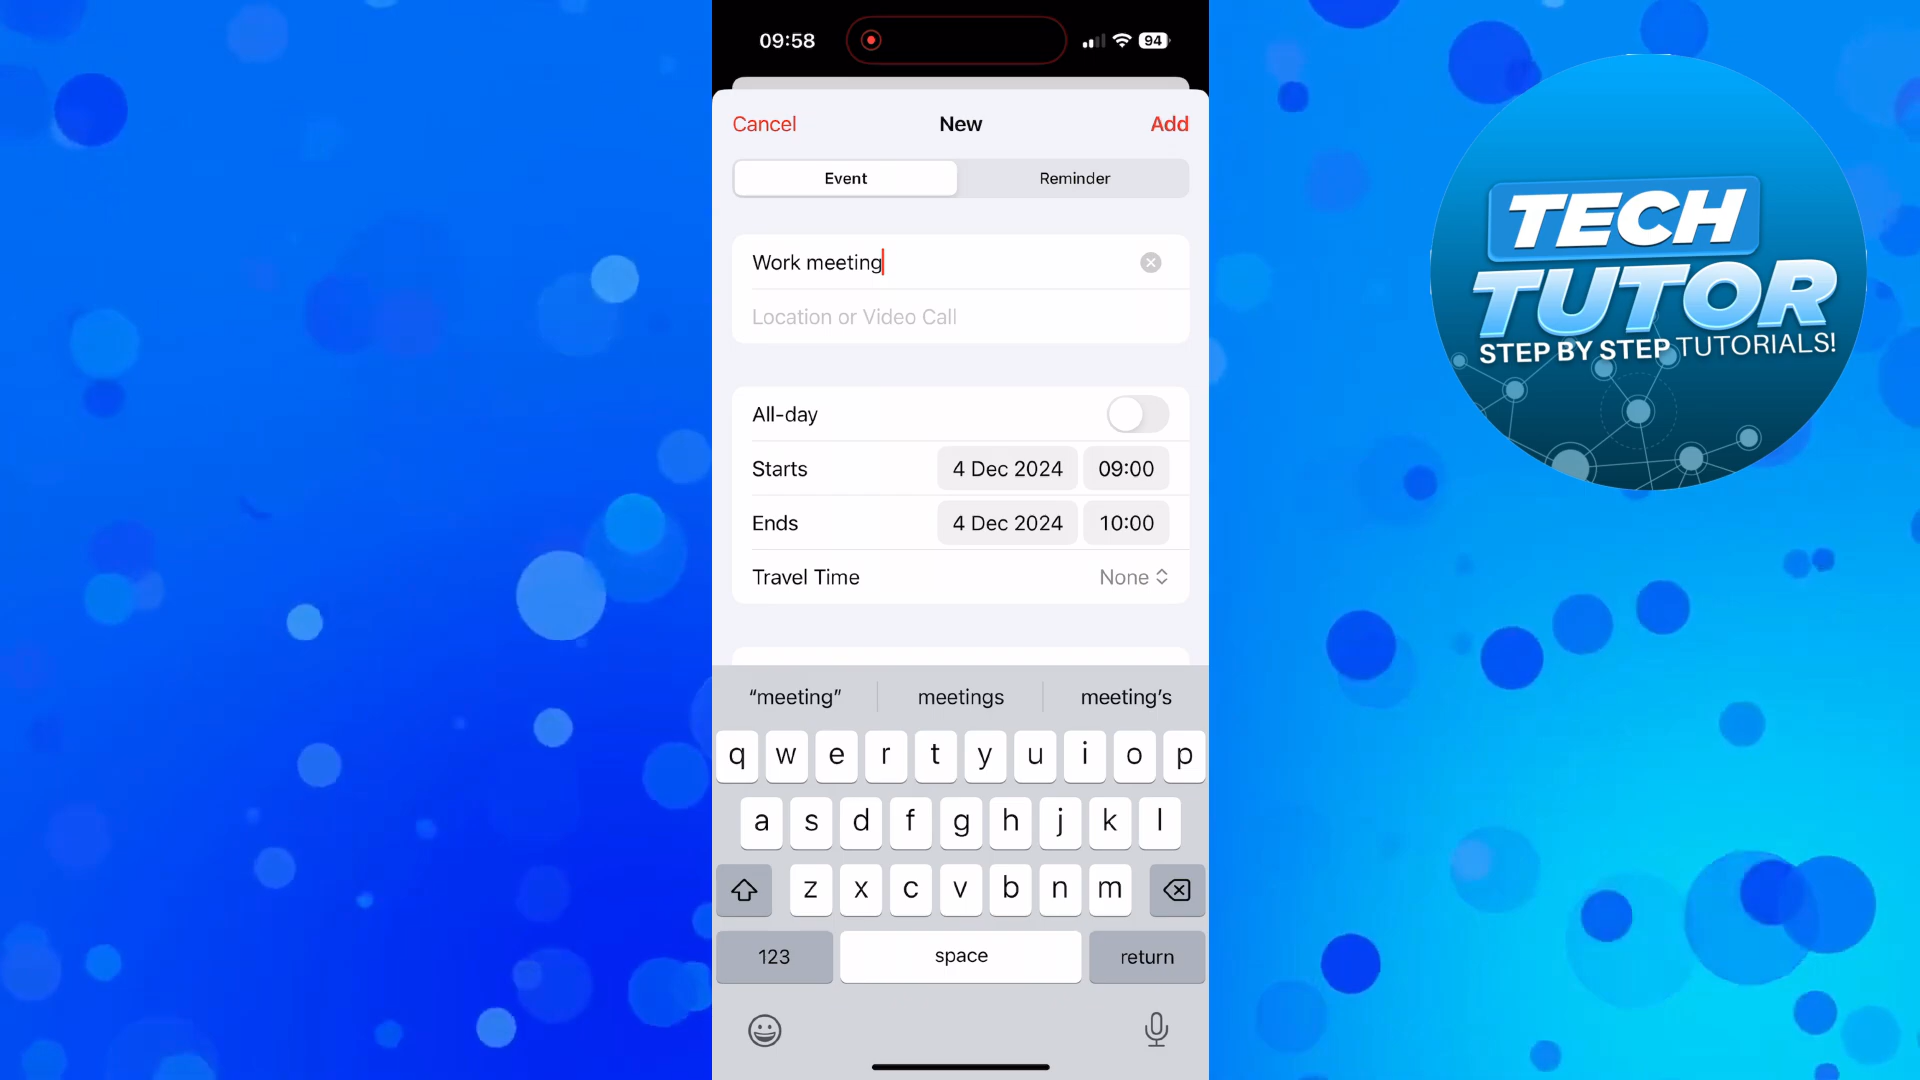 09:58
94
Cancel
New
Add
Event
Reminder
Work meeting
Location or Video Call
All-day
Starts
4 Dec 2024
09:00
Ends
4 Dec 2024
10:00
Travel Time
None
“meeting”
meetings
meeting’s
q w e r t y u i o p
a s d f g h j k l
z x c v b n m
123
space
return
TECH
TUTOR
STEP BY STEP TUTORIALS!